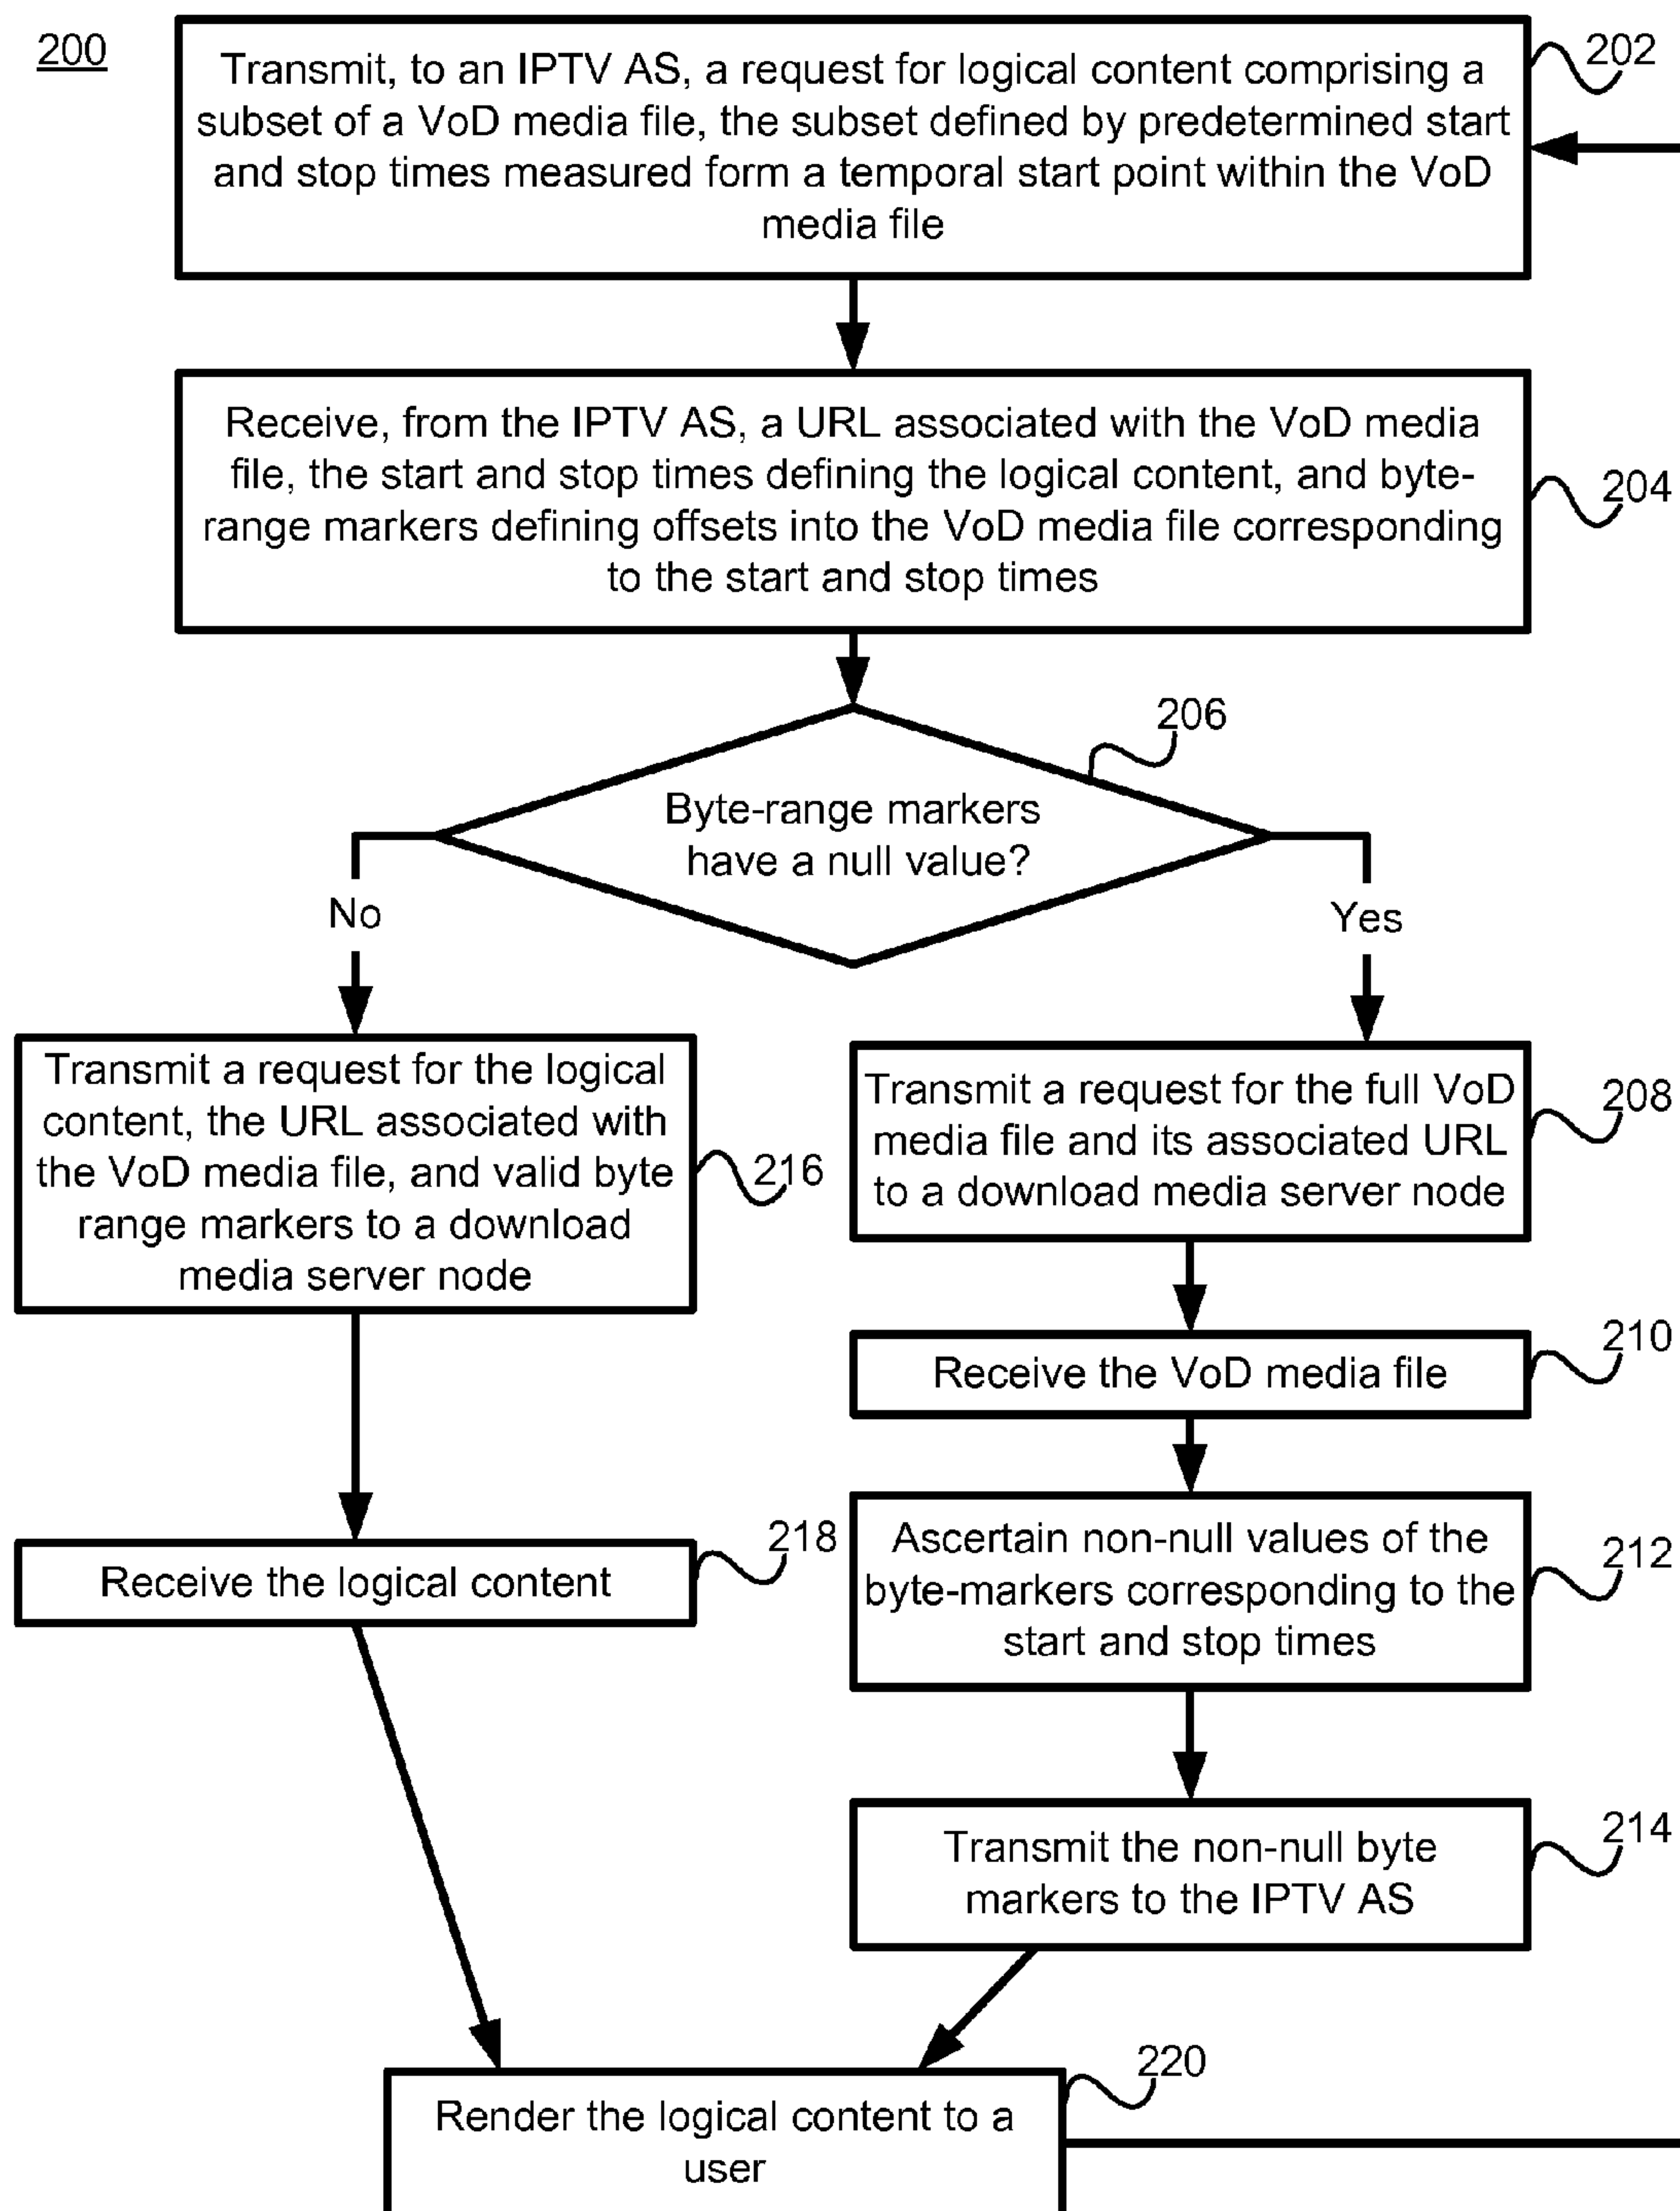 200
Transmit, to an IPTV AS, a request for logical content comprising a
subset of a VoD media file, the subset defined by predetermined start
and stop times measured form a temporal start point within the VoD
media file
202
Receive, from the IPTV AS, a URL associated with the VoD media
file, the start and stop times defining the logical content, and byte-
range markers defining offsets into the VoD media file corresponding
to the start and stop times
204
206
Byte-range markers
have a null value?
No
Yes
Transmit a request for the logical
content, the URL associated with
the VoD media file, and valid byte
range markers to a download
media server node
216
Transmit a request for the full VoD
media file and its associated URL
to a download media server node
208
Receive the VoD media file
210
Receive the logical content
218
Ascertain non-null values of the
byte-markers corresponding to the
start and stop times
212
Transmit the non-null byte
markers to the IPTV AS
214
Render the logical content to a
user
220